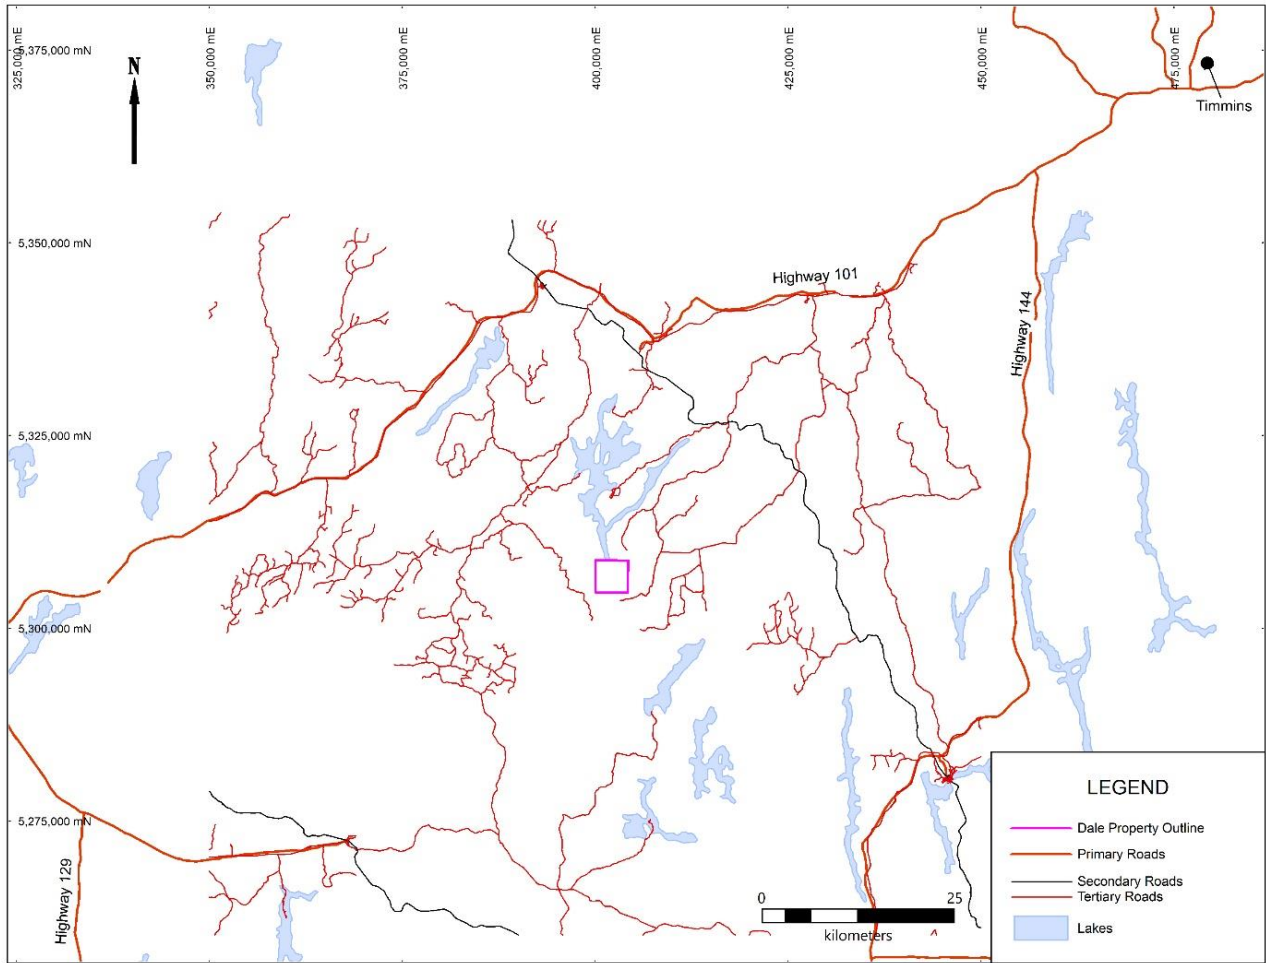 325,000 mE
350,000 mE
375,000 mE
400,000 mE
425,000 mE
450,000 mE
475,000 mE
5,375,000 mN
N
Timmins
5,350,000 mN
Highway 101
Highway 144
5,325,000 mN
5,300,000 mN
5,275,000 mN
Highway 129
LEGEND
Dale Property Outline
Primary Roads
Secondary Roads
Tertiary Roads
Lakes
0 25
kilometers